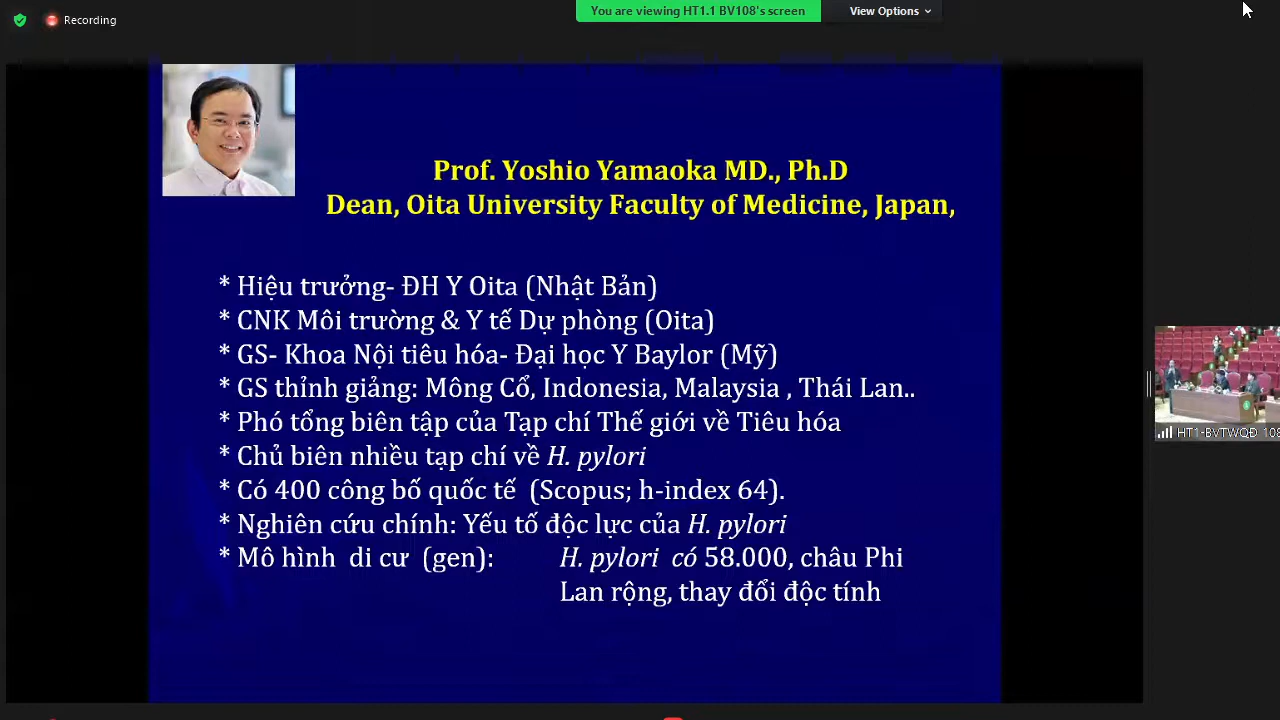 Recording
You are viewing HT1.1 BV108's screen
View Options
Prof. Yoshio Yamaoka MD., Ph.D
Dean, Oita University Faculty of Medicine, Japan,
* Hiệu trưởng- ĐH Y Oita (Nhật Bản)
* CNK Môi trường & Y tế Dự phòng (Oita)
* GS- Khoa Nội tiêu hóa- Đại học Y Baylor (Mỹ)
* GS thỉnh giảng: Mông Cổ, Indonesia, Malaysia , Thái Lan..
* Phó tổng biên tập của Tạp chí Thế giới về Tiêu hóa
* Chủ biên nhiều tạp chí về H. pylori
* Có 400 công bố quốc tế (Scopus; h-index 64).
* Nghiên cứu chính: Yếu tố độc lực của H. pylori
* Mô hình di cư (gen): H. pylori có 58.000, châu Phi
Lan rộng, thay đổi độc tính
HT1-BVTWQĐ 108